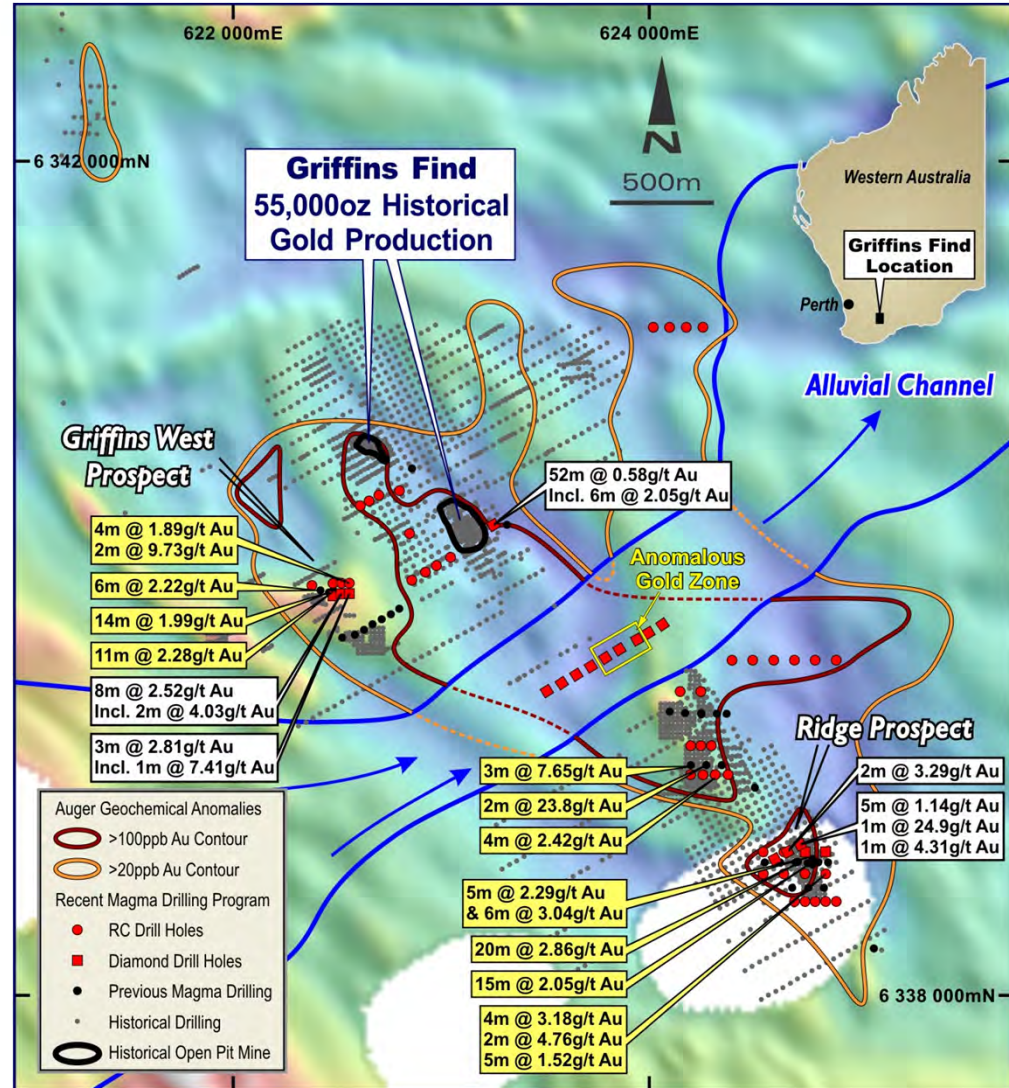 622 000mE
624 000mE
6 342 000mN
Griffins Find
55,000oz Historical
Gold Production
N
500m
Western Australia
Griffins Find
Location
Perth
Alluvial Channel
Griffins West
Prospect
52m @ 0.58g/t Au
Incl. 6m @ 2.05g/t Au
4m @ 1.89g/t Au
2m @ 9.73g/t Au
6m @ 2.22g/t Au
14m @ 1.99g/t Au
11m @ 2.28g/t Au
8m @ 2.52g/t Au
Incl. 2m @ 4.03g/t Au
3m @ 2.81g/t Au
Incl. 1m @ 7.41g/t Au
Anomalous
Gold Zone
Ridge Prospect
3m @ 7.65g/t Au
2m @ 23.8g/t Au
4m @ 2.42g/t Au
2m @ 3.29g/t Au
5m @ 1.14g/t Au
1m @ 24.9g/t Au
1m @ 4.31g/t Au
5m @ 2.29g/t Au
& 6m @ 3.04g/t Au
20m @ 2.86g/t Au
15m @ 2.05g/t Au
4m @ 3.18g/t Au
2m @ 4.76g/t Au
5m @ 1.52g/t Au
6 338 000mN
Auger Geochemical Anomalies
>100ppb Au Contour
>20ppb Au Contour
Recent Magma Drilling Program
RC Drill Holes
Diamond Drill Holes
Previous Magma Drilling
Historical Drilling
Historical Open Pit Mine